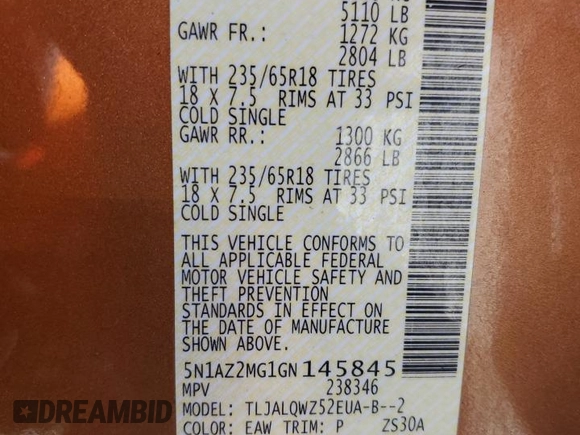 5110 LB
GAWR FR.: 1272 KG
2804 LB
WITH 235/65R18 TIRES
18 X 7.5 RIMS AT 33 PSI
COLD SINGLE
GAWR RR.: 1300 KG
2866 LB
WITH 235/65R18 TIRES
18 X 7.5 RIMS AT 33 PSI
COLD SINGLE
THIS VEHICLE CONFORMS TO
ALL APPLICABLE FEDERAL
MOTOR VEHICLE SAFETY AND
THEFT PREVENTION
STANDARDS IN EFFECT ON
THE DATE OF MANUFACTURE
SHOWN ABOVE.
5N1AZ2MG1GN145845
MPV 238346
MODEL: TLJALQWZ52EUA-B--2
COLOR: EAW TRIM: P ZS30A
DREAMBID
.COM